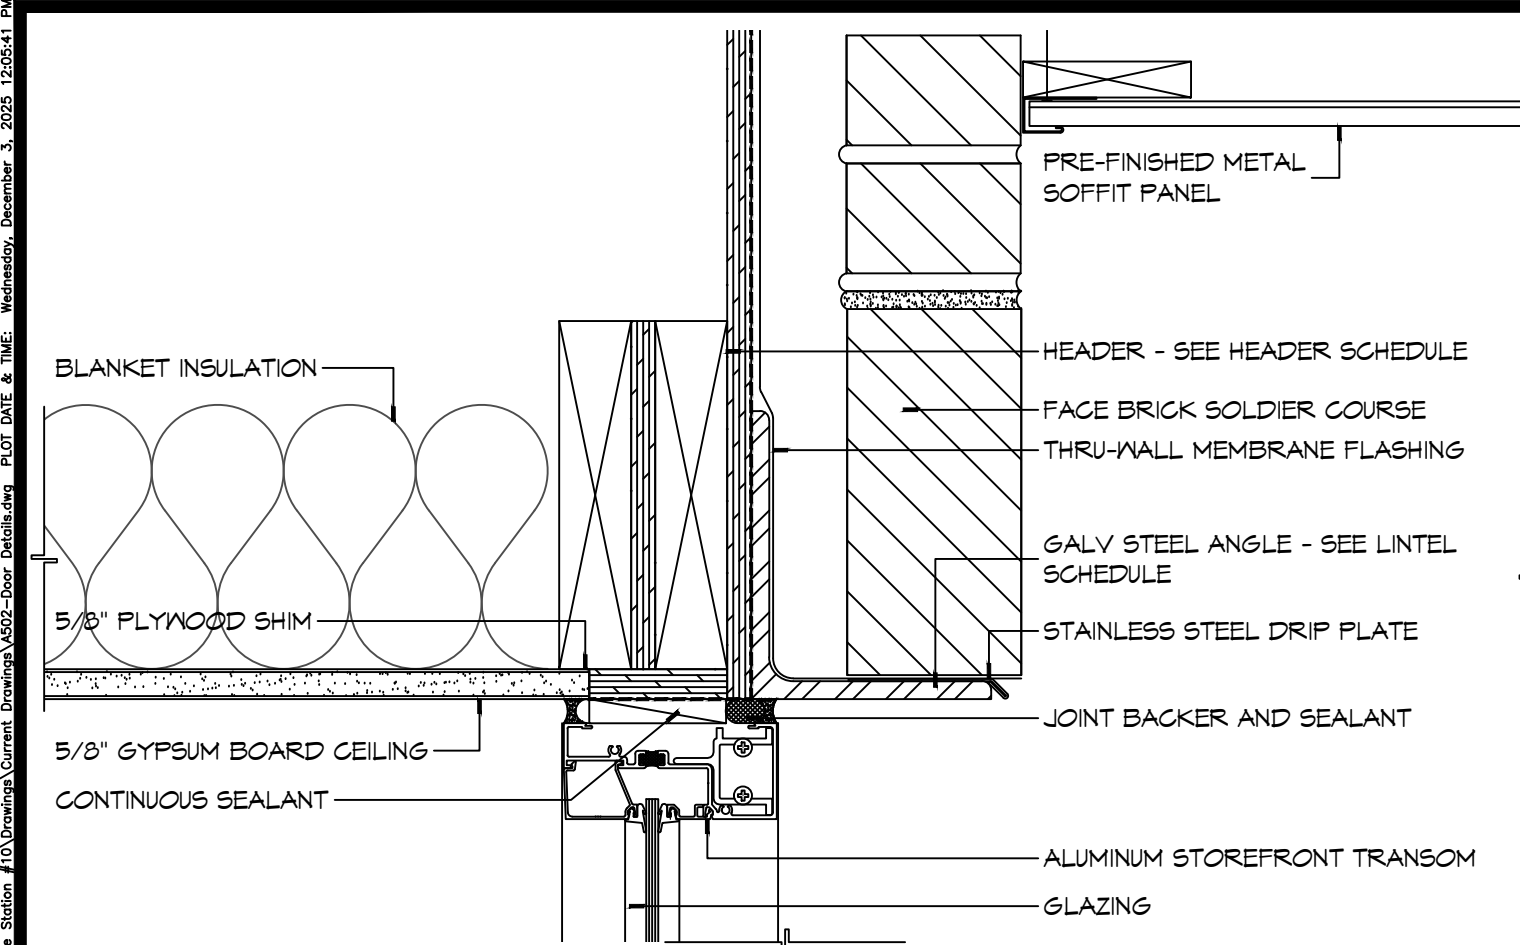 e Station #10\Drawings\Current Drawings\A502-Door Details.dwg PLOT DATE & TIME: Wednesday, December 3, 2025 12:05:41 PM
PRE-FINISHED METAL
SOFFIT PANEL
HEADER - SEE HEADER SCHEDULE
BLANKET INSULATION
FACE BRICK SOLDIER COURSE
THRU-WALL MEMBRANE FLASHING
GALV STEEL ANGLE - SEE LINTEL
SCHEDULE
5/8" PLYWOOD SHIM
STAINLESS STEEL DRIP PLATE
JOINT BACKER AND SEALANT
5/8" GYPSUM BOARD CEILING
CONTINUOUS SEALANT
ALUMINUM STOREFRONT TRANSOM
GLAZING